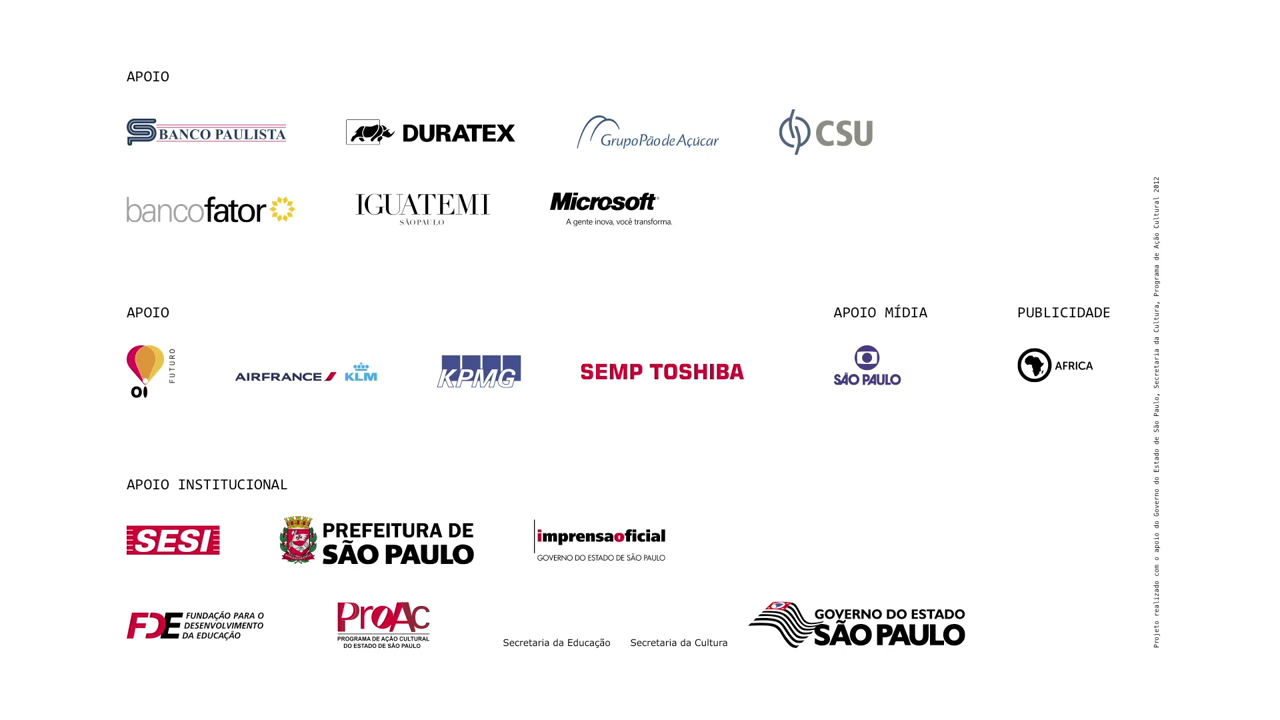 APOIO
BANCO PAULISTA
DURATEX
Grupo Pão de Açúcar
CSU
bancofator
IGUATEMI
SÃO PAULO
Microsoft
A gente inova, você transforma.
APOIO
APOIO MÍDIA
PUBLICIDADE
OI
FUTURO
AIRFRANCE
KLM
KPMG
SEMP TOSHIBA
SÃO PAULO
AFRICA
APOIO INSTITUCIONAL
SESI
PREFEITURA DE
SÃO PAULO
imprensaoficial
GOVERNO DO ESTADO DE SÃO PAULO
FDE
FUNDAÇÃO PARA O
DESENVOLVIMENTO
DA EDUCAÇÃO
ProAc
PROGRAMA DE AÇÃO CULTURAL
DO ESTADO DE SÃO PAULO
Secretaria da Educação
Secretaria da Cultura
GOVERNO DO ESTADO
SÃO PAULO
Projeto realizado com o apoio do Governo do Estado de São Paulo, Secretaria da Cultura, Programa de Ação Cultural 2012